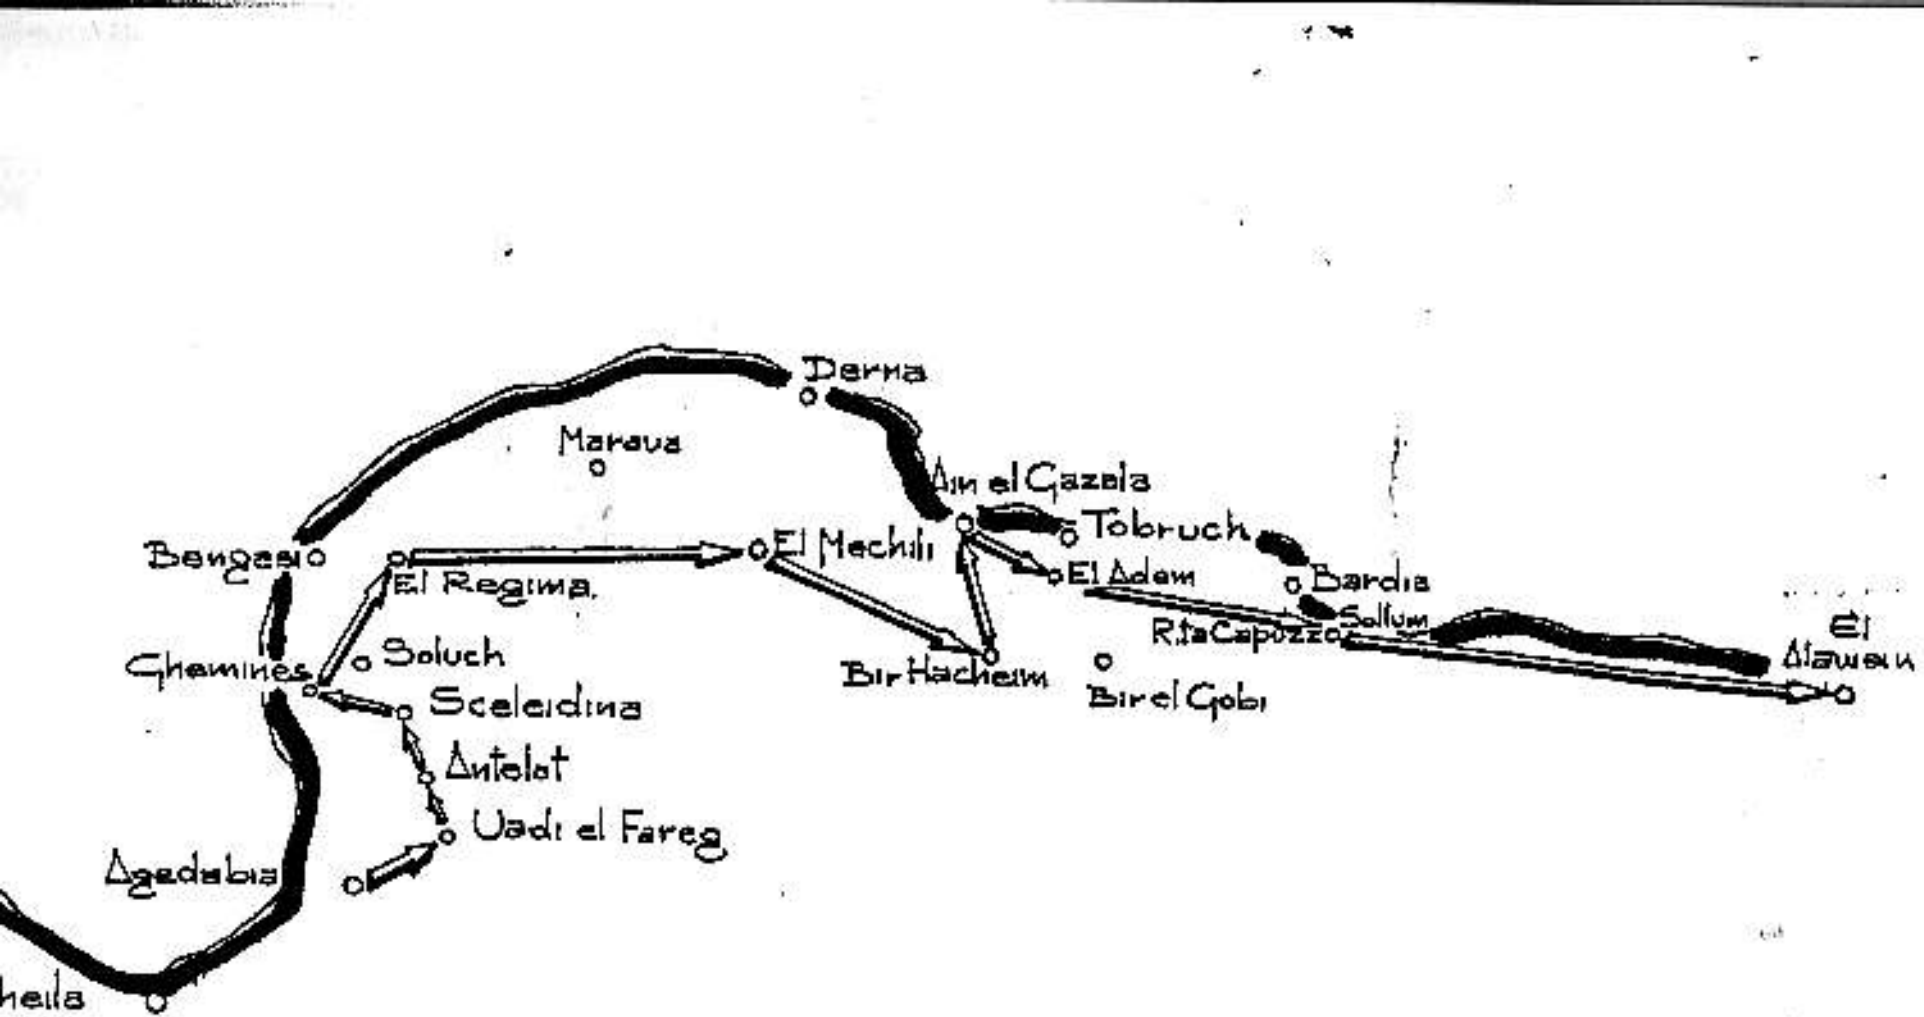 Derna
Marava
Ain el Gazala
Tobruch
Bengasi
El Mechili
El Adem
Bardia
El Regima.
Sollum
R.ta Capuzzo
El
Alawein
Soluch
Ghemines
Bir Hacheim
Bir el Gobi
Sceleidina
Antelat
Uadi el Fareg
Agedabia
heila